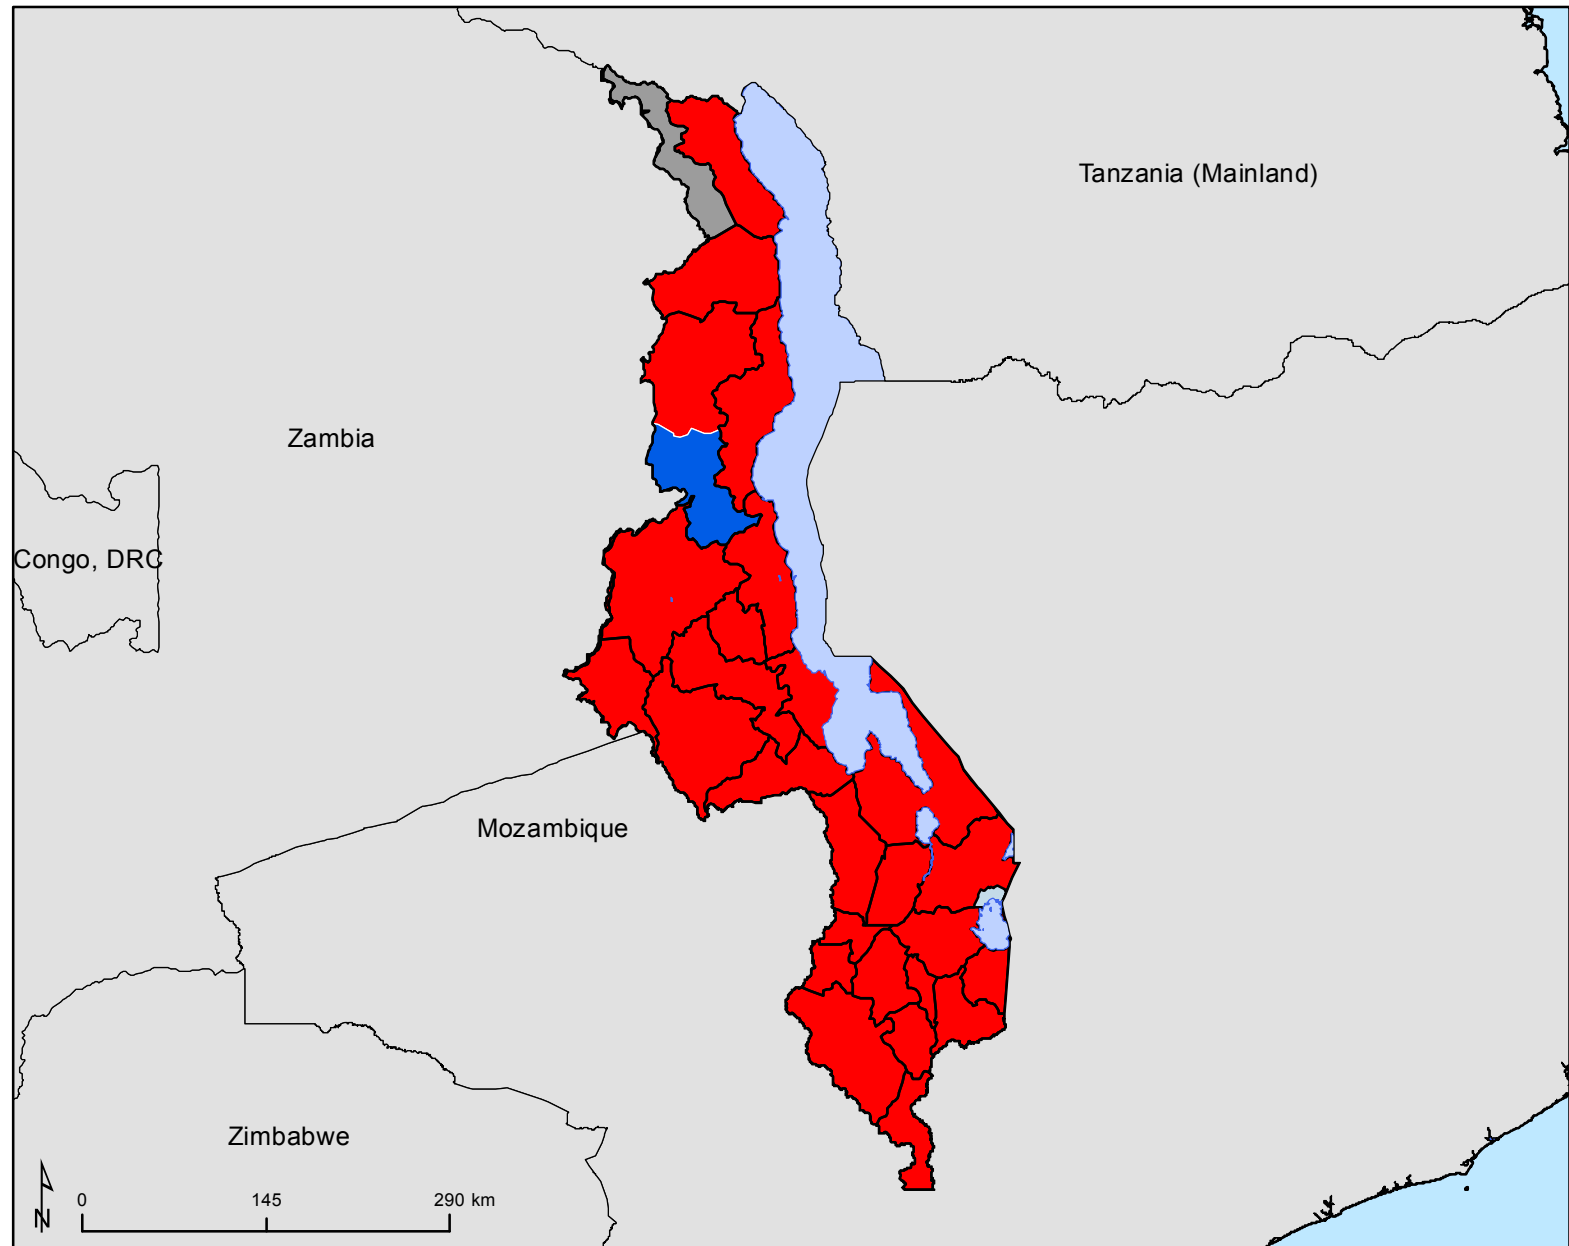 Tanzania (Mainland)
Zambia
Congo, DRC
Mozambique
Zimbabwe
N
0 145 290 km